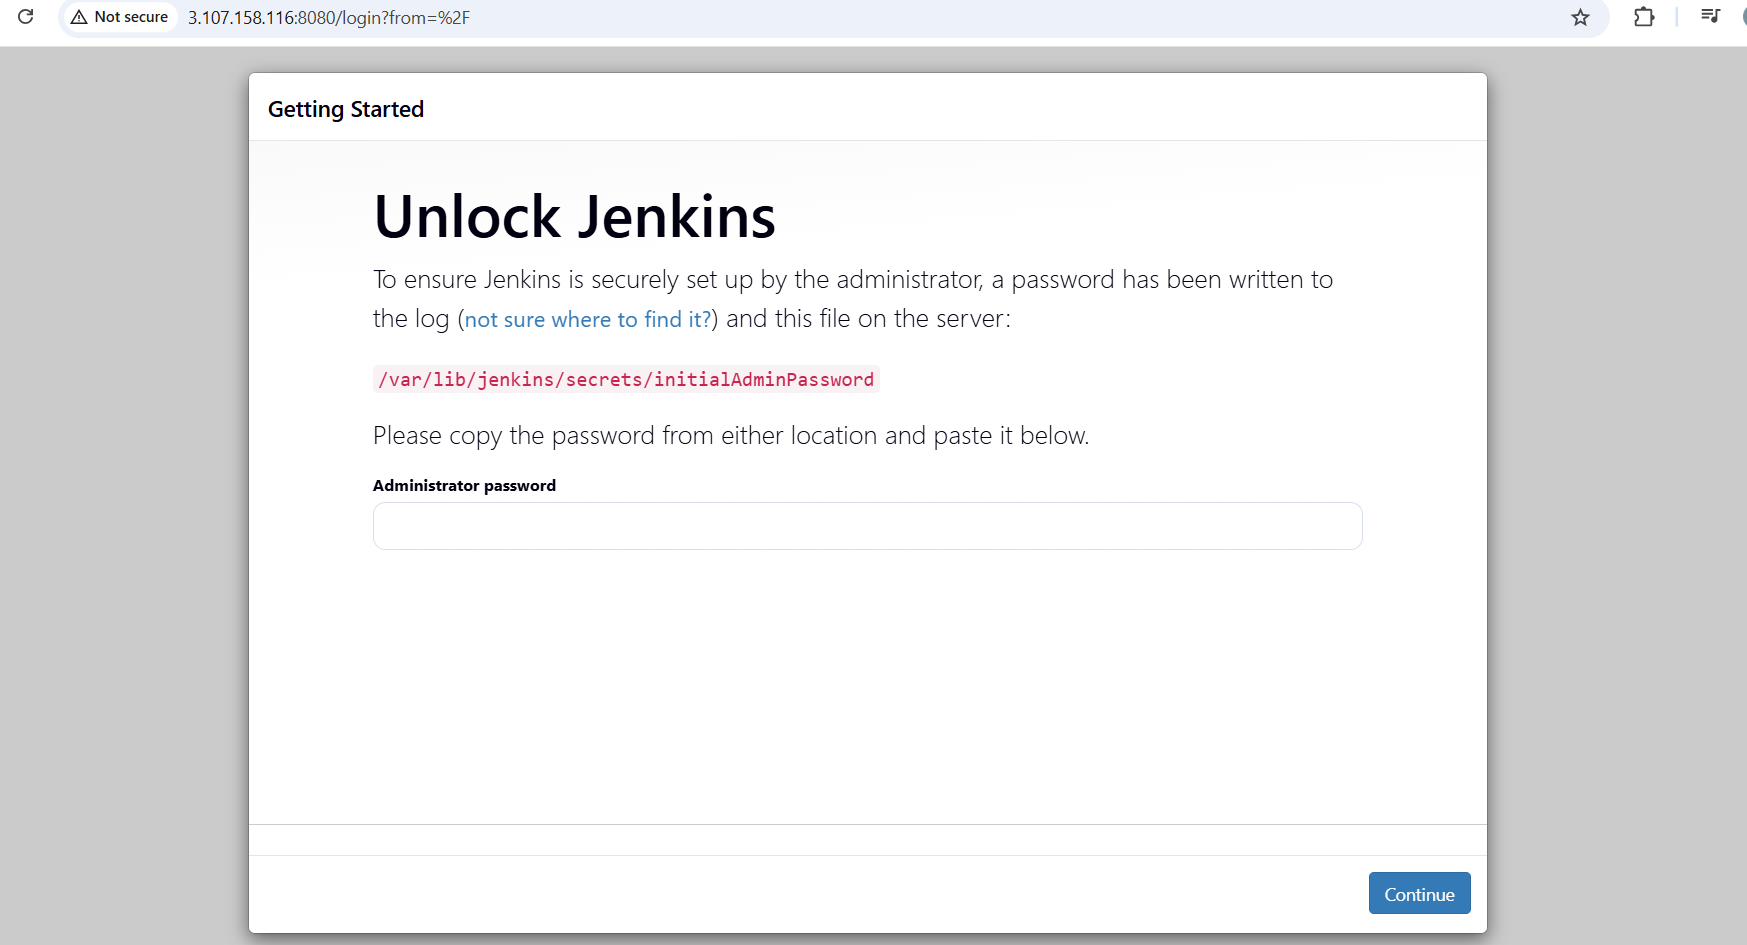 Not secure 3.107.158.116:8080/login?from=%2F
Getting Started
Unlock Jenkins
To ensure Jenkins is securely set up by the administrator, a password has been written to
the log (not sure where to find it?) and this file on the server:
/var/lib/jenkins/secrets/initialAdminPassword
Please copy the password from either location and paste it below.
Administrator password
Continue